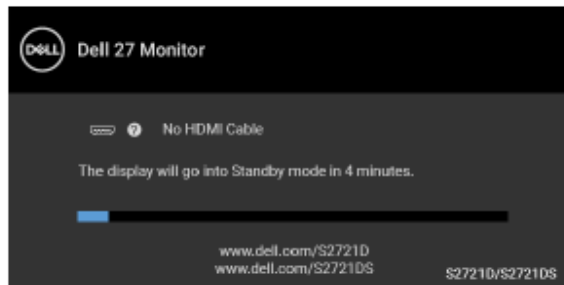 DELL
Dell 27 Monitor
? No HDMI Cable
The display will go into Standby mode in 4 minutes.
www.dell.com/S2721D
www.dell.com/S2721DS
S2721D/S2721DS